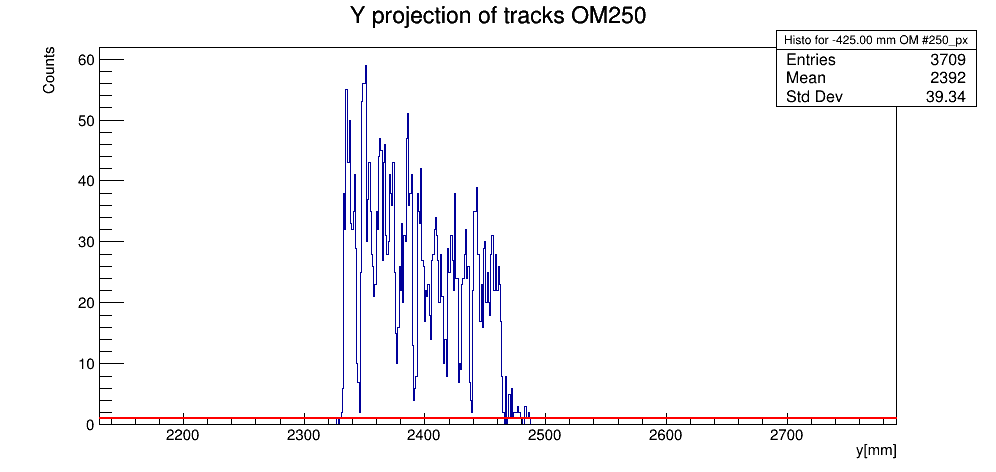 Y projection of tracks OM250
Histo for -425.00 mm OM #250_px
Entries 3709
Mean 2392
Std Dev 39.34
Counts
60
50
40
30
20
10
0
2200 2300 2400 2500 2600 2700
y[mm]